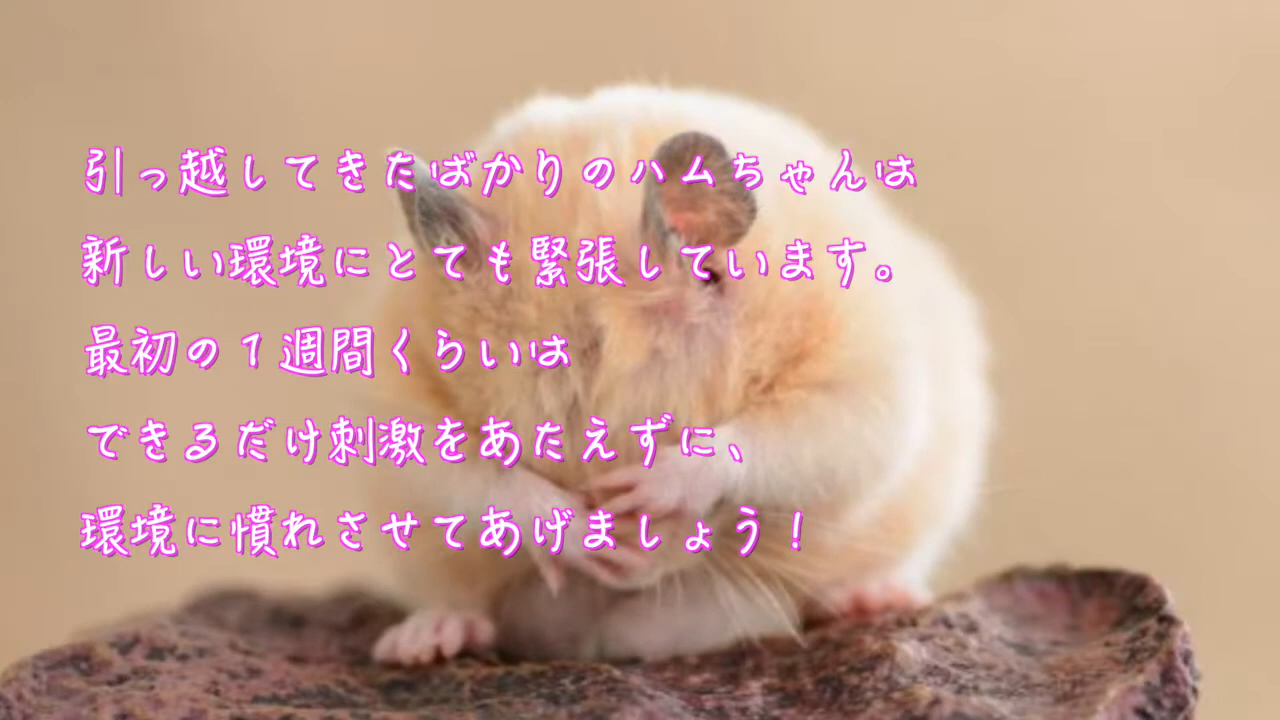 引っ越してきたばかりのハムちゃんは
新しい環境にとても緊張しています。
最初の１週間くらいは
できるだけ刺激をあたえずに、
環境に慣れさせてあげましょう！